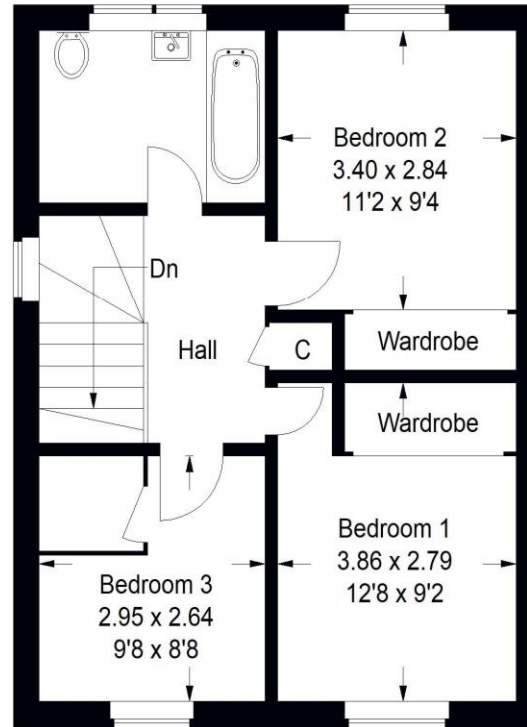 Bedroom 2
3.40 x 2.84
11'2 x 9'4
Dn
Hall
C
Wardrobe
Wardrobe
Bedroom 1
3.86 x 2.79
12'8 x 9'2
Bedroom 3
2.95 x 2.64
9'8 x 8'8